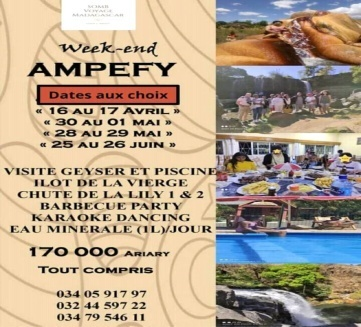 SOMB
VOYAGE
MADAGASCAR
Week-end
AMPEFY
Dates aux choix
« 16 au 17 Avril »
« 30 au 01 mai »
« 28 au 29 mai »
« 25 au 26 juin »
VISITE GEYSER ET PISCINE
ILOT DE LA VIERGE
CHUTE DE LA LILY 1 & 2
BARBECUE PARTY
KARAOKE DANCING
EAU MINERALE (1L)/JOUR
170 000 Ariary
Tout compris
034 05 917 97
032 44 597 22
034 79 546 11